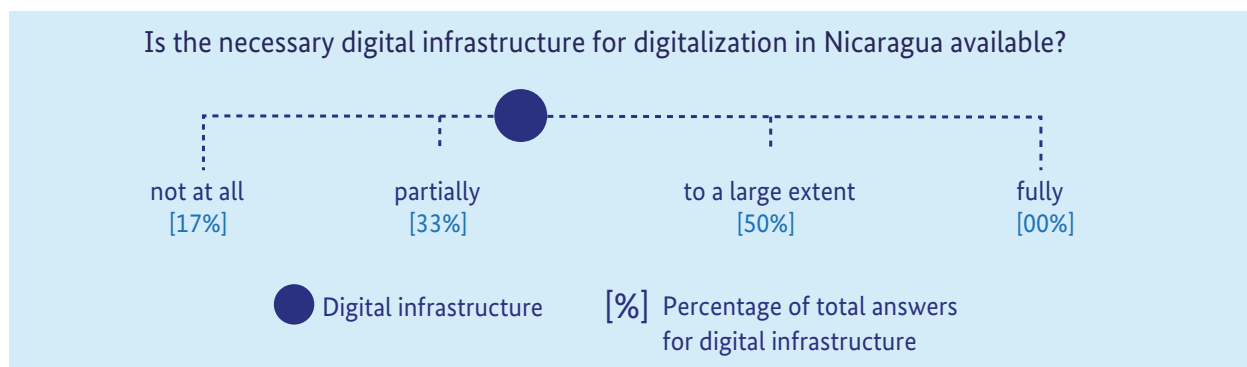 Is the necessary digital infrastructure for digitalization in Nicaragua available?
not at all
[17%]
partially
[33%]
to a large extent
[50%]
fully
[00%]
Digital infrastructure
[%] Percentage of total answers
for digital infrastructure